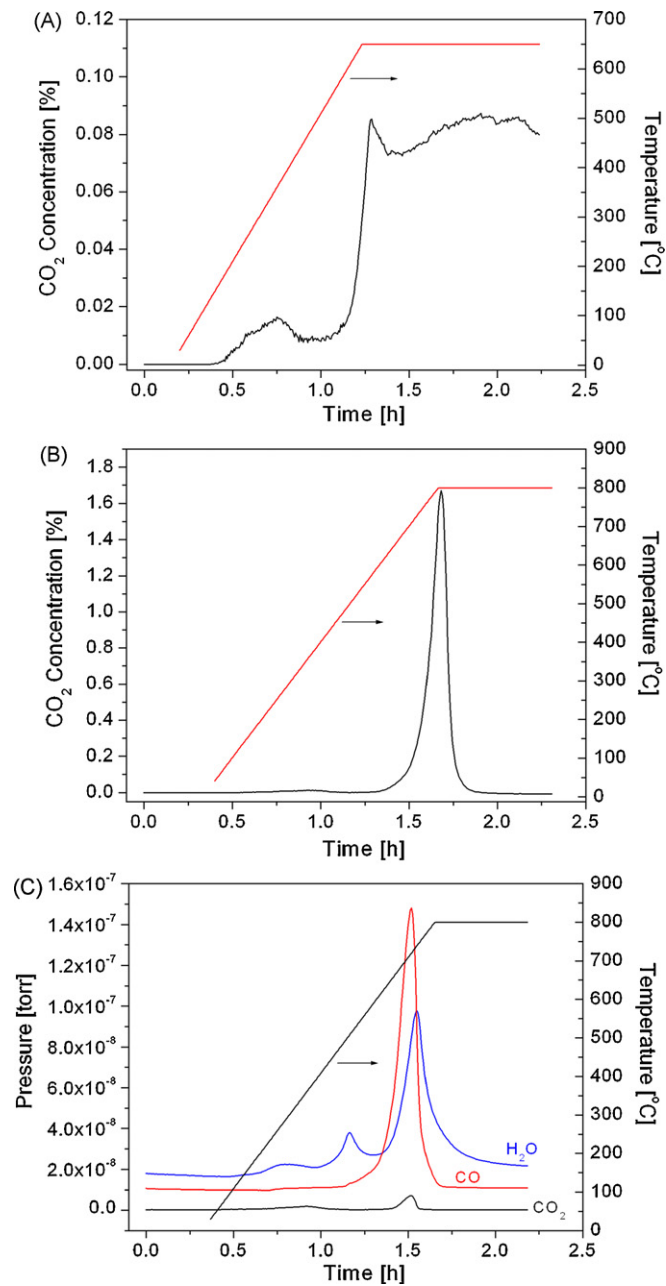 (A)
0.12
0.10
0.08
0.06
0.04
0.02
0.00
CO₂ Concentration [%]
700
600
500
400
300
200
100
0
Temperature [°C]
0.0 0.5 1.0 1.5 2.0 2.5
Time [h]
(B)
1.8
1.6
1.4
1.2
1.0
0.8
0.6
0.4
0.2
0.0
CO₂ Concentration [%]
900
800
700
600
500
400
300
200
100
0
Temperature [°C]
0.0 0.5 1.0 1.5 2.0 2.5
Time [h]
(C)
1.6x10⁻⁷
1.4x10⁻⁷
1.2x10⁻⁷
1.0x10⁻⁷
8.0x10⁻⁸
6.0x10⁻⁸
4.0x10⁻⁸
2.0x10⁻⁸
0.0
Pressure [torr]
H₂O
CO
CO₂
900
800
700
600
500
400
300
200
100
0
Temperature [°C]
0.0 0.5 1.0 1.5 2.0 2.5
Time [h]